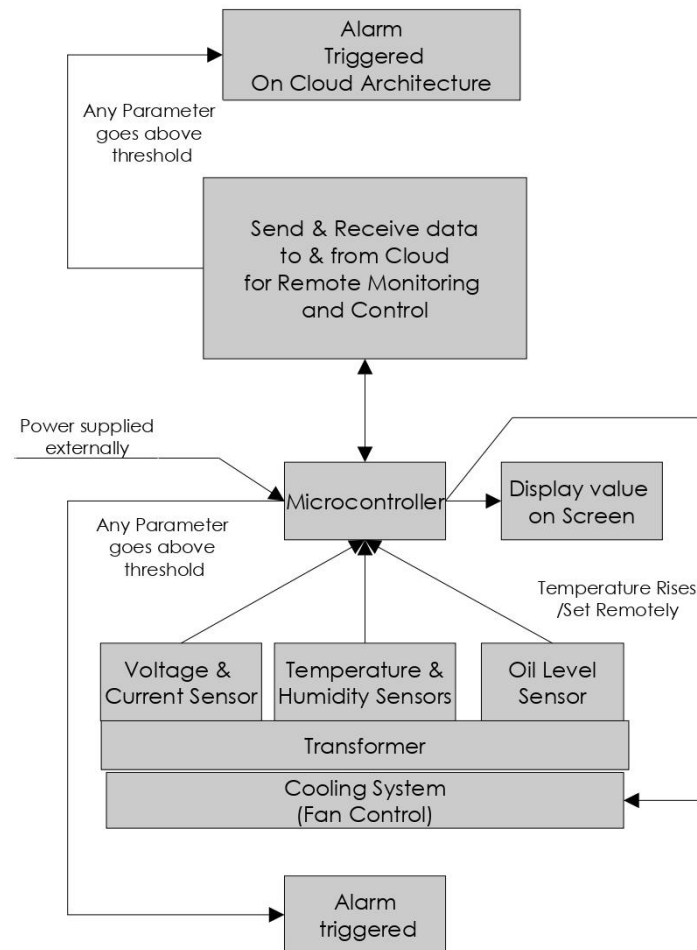 Alarm
Triggered
On Cloud Architecture
Any Parameter
goes above
threshold
Send & Receive data
to & from Cloud
for Remote Monitoring
and Control
Power supplied
externally
Microcontroller
Display value
on Screen
Any Parameter
goes above
threshold
Temperature Rises
/Set Remotely
Voltage &
Current Sensor
Temperature &
Humidity Sensors
Oil Level
Sensor
Transformer
Cooling System
(Fan Control)
Alarm
triggered